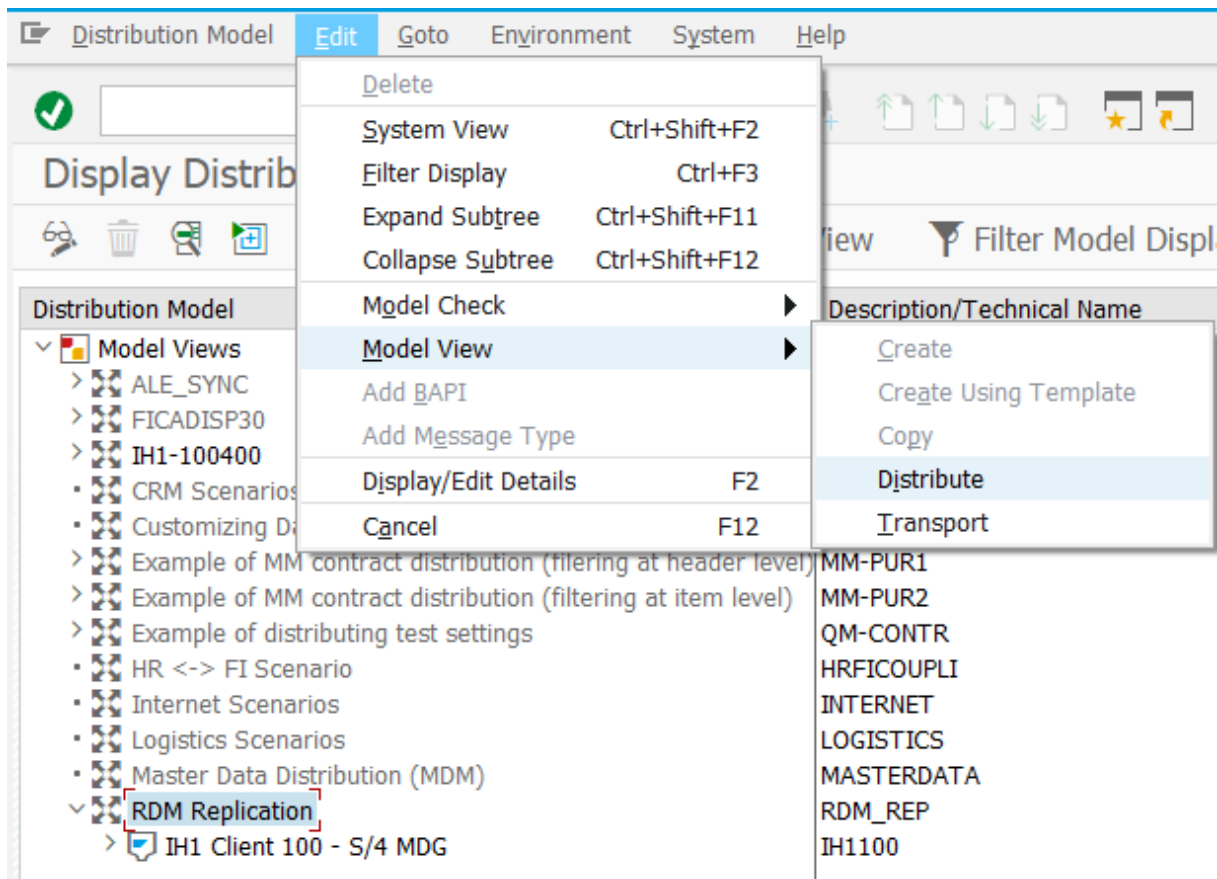 Distribution Model Edit Goto Environment System Help
Delete
System View Ctrl+Shift+F2
Filter Display Ctrl+F3
Expand Subtree Ctrl+Shift+F11
Collapse Subtree Ctrl+Shift+F12
Model Check
Model View
Add BAPI
Add Message Type
Display/Edit Details F2
Cancel F12
Display Distrib
iew Filter Model Displ
Distribution Model Description/Technical Name
Create
Create Using Template
Copy
Distribute
Transport
Model Views
ALE_SYNC
FICADISP30
IH1-100400
CRM Scenarios
Customizing Da
Example of MM contract distribution (filering at header level) MM-PUR1
Example of MM contract distribution (filtering at item level) MM-PUR2
Example of distributing test settings QM-CONTR
HR <-> FI Scenario HRFICOUPLI
Internet Scenarios INTERNET
Logistics Scenarios LOGISTICS
Master Data Distribution (MDM) MASTERDATA
RDM Replication RDM_REP
IH1 Client 100 - S/4 MDG IH1100